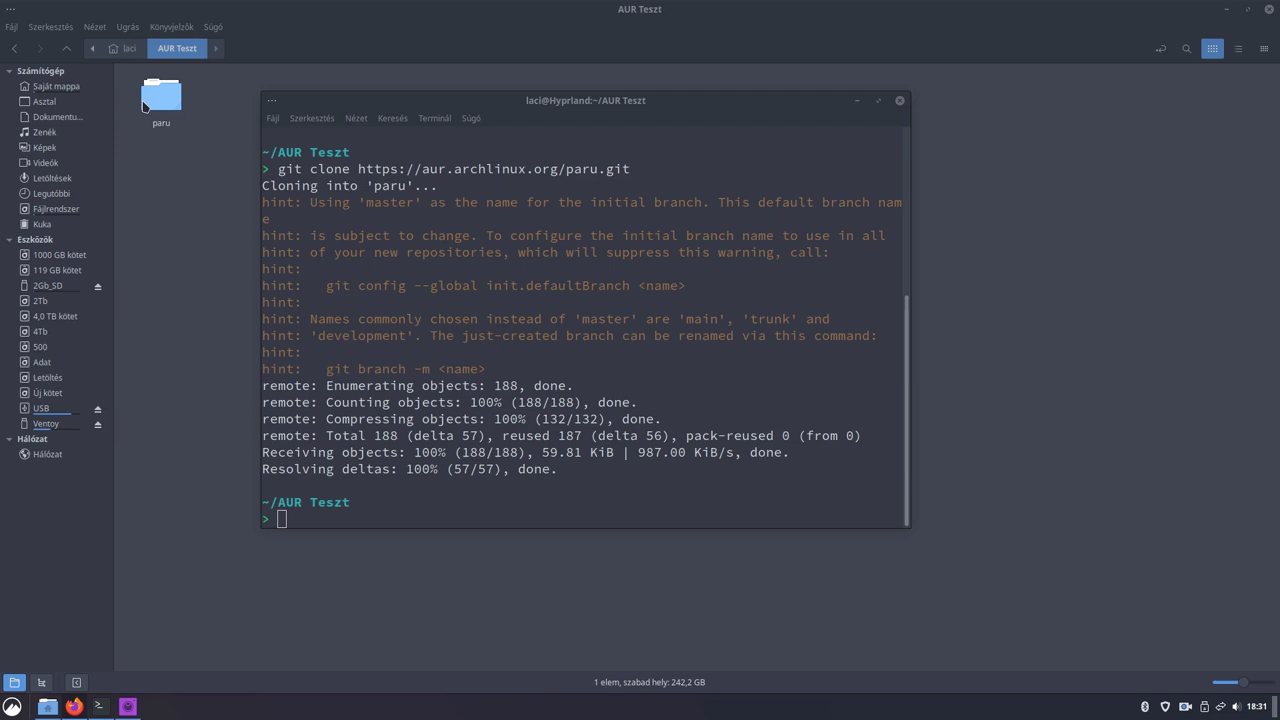 AUR Teszt
Fájl Szerkesztés Nézet Ugrás Könyvjelzők Súgó
laci AUR Teszt
Számítógép
Saját mappa
Asztal
Dokumentu...
Zenék
Képek
Videók
Letöltések
Legutóbbi
Fájlrendszer
Kuka
Eszközök
1000 GB kötet
119 GB kötet
2Gb_SD
2Tb
4,0 TB kötet
4Tb
500
Adat
Letöltés
Új kötet
USB
Ventoy
Hálózat
Hálózat
paru
laci@Hyprland:~/AUR Teszt
Fájl Szerkesztés Nézet Keresés Terminál Súgó
~/AUR Teszt
> git clone https://aur.archlinux.org/paru.git
Cloning into 'paru'...
hint: Using 'master' as the name for the initial branch. This default branch nam
e
hint: is subject to change. To configure the initial branch name to use in all
hint: of your new repositories, which will suppress this warning, call:
hint:
hint:   git config --global init.defaultBranch <name>
hint:
hint: Names commonly chosen instead of 'master' are 'main', 'trunk' and
hint: 'development'. The just-created branch can be renamed via this command:
hint:
hint:   git branch -m <name>
remote: Enumerating objects: 188, done.
remote: Counting objects: 100% (188/188), done.
remote: Compressing objects: 100% (132/132), done.
remote: Total 188 (delta 57), reused 187 (delta 56), pack-reused 0 (from 0)
Receiving objects: 100% (188/188), 59.81 KiB | 987.00 KiB/s, done.
Resolving deltas: 100% (57/57), done.
~/AUR Teszt
>
1 elem, szabad hely: 242,2 GB
18:31